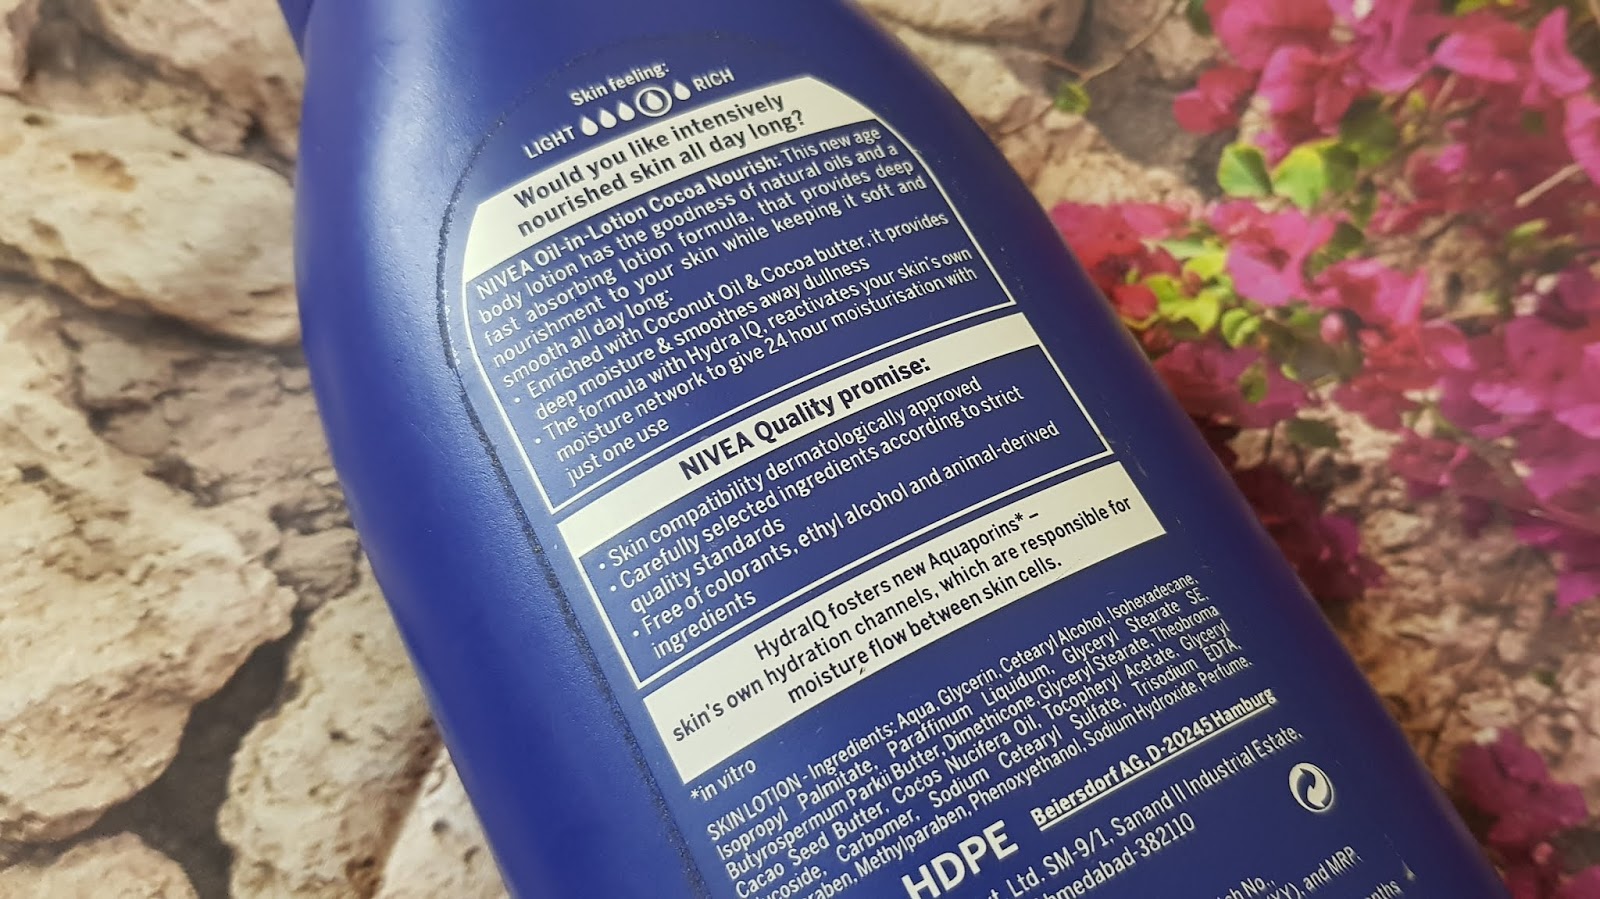 Skin feeling:
LIGHT RICH
Would you like intensively
nourished skin all day long?
NIVEA Oil-in-Lotion Cocoa Nourish: This new age
body lotion has the goodness of natural oils and a
fast absorbing lotion formula, that provides deep
nourishment to your skin while keeping it soft and
smooth all day long:
• Enriched with Coconut Oil & Cocoa butter, it provides
deep moisture & smoothes away dullness
• The formula with Hydra IQ, reactivates your skin's own
moisture network to give 24 hour moisturisation with
just one use
NIVEA Quality promise:
• Skin compatibility dermatologically approved
• Carefully selected ingredients according to strict
quality standards
• Free of colorants, ethyl alcohol and animal-derived
ingredients
HydraIQ fosters new Aquaporins* –
skin's own hydration channels, which are responsible for
moisture flow between skin cells.
*in vitro
SKIN LOTION - Ingredients: Aqua, Glycerin, Cetearyl Alcohol, Isohexadecane,
Isopropyl Palmitate, Paraffinum Liquidum, Glyceryl Stearate SE,
Butyrospermum Parkii Butter, Dimethicone, Glyceryl Stearate, Theobroma
Cacao Seed Butter, Cocos Nucifera Oil, Tocopheryl Acetate, Glyceryl
Carbomer, Sodium Cetearyl Sulfate, Trisodium EDTA,
Methylparaben, Phenoxyethanol, Sodium Hydroxide, Perfume.
HDPE Beiersdorf AG, D-20245 Hamburg
Ltd. SM-9/1, Sanand II Industrial Estate,
382110
No.,
and MRP